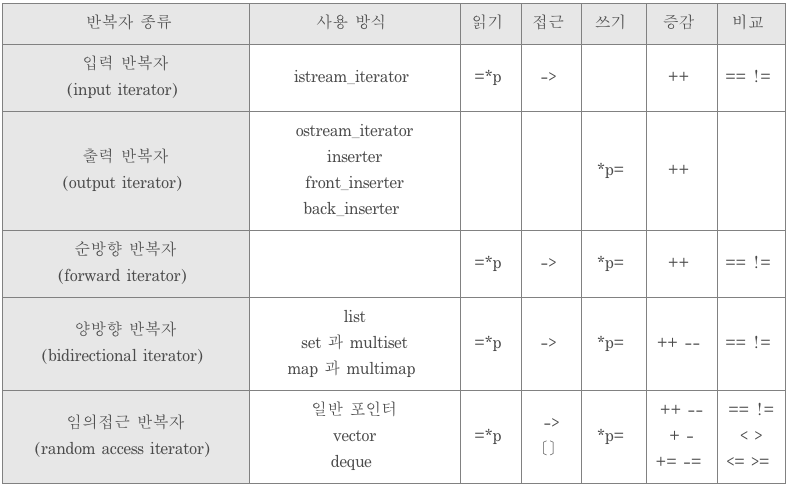 반복자 종류 사용 방식 읽기 접근 쓰기 증감 비교
입력 반복자
(input iterator)
istream_iterator
=*p
->
++
== !=
출력 반복자
(output iterator)
ostream_iterator
inserter
front_inserter
back_inserter
*p=
++
순방향 반복자
(forward iterator)
=*p
->
*p=
++
== !=
양방향 반복자
(bidirectional iterator)
list
set 과 multiset
map 과 multimap
=*p
->
*p=
++ --
== !=
임의접근 반복자
(random access iterator)
일반 포인터
vector
deque
=*p
->
[]
*p=
++ --
+ -
+= -=
== !=
< >
<= >=